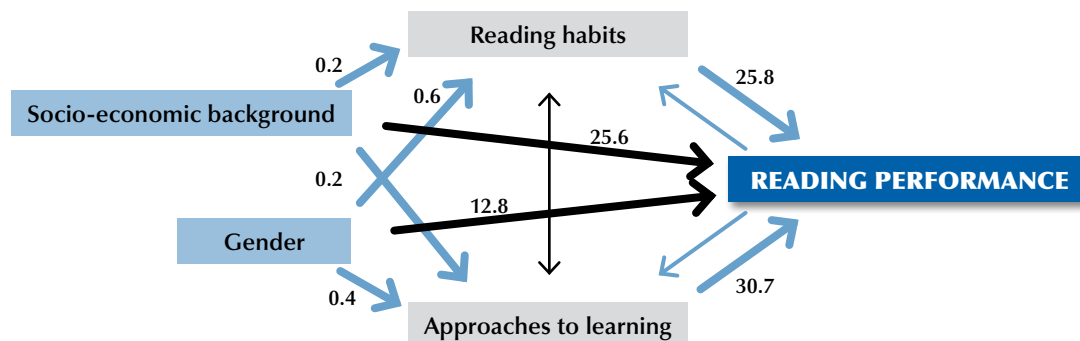 Reading habits
0.2
25.8
0.6
Socio-economic background
25.6
READING PERFORMANCE
0.2
12.8
Gender
0.4
30.7
Approaches to learning